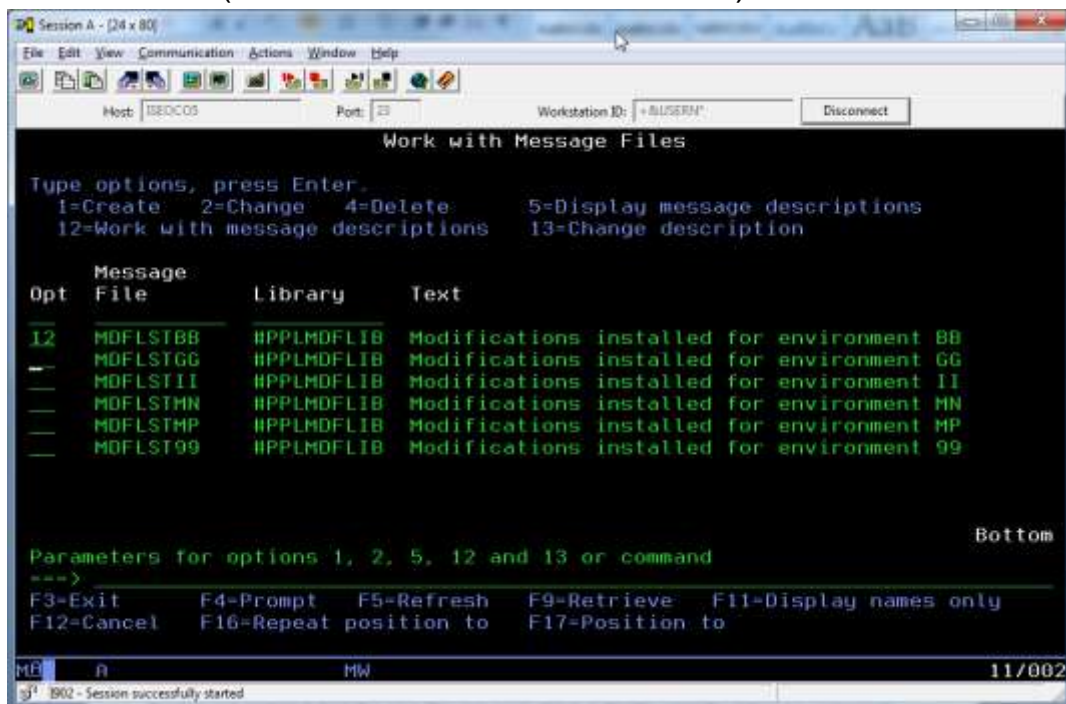 Session A - [24 x 80]
File Edit View Communication Actions Window Help
Host: Port: 23 Workstation ID: Disconnect
Work with Message Files
Type options, press Enter.
1=Create 2=Change 4=Delete 5=Display message descriptions
12=Work with message descriptions 13=Change description
Message
Opt File Library Text
12 MDFLSTBB #PPLMDFLIB Modifications installed for environment BB
MDFLSTGG #PPLMDFLIB Modifications installed for environment GG
MDFLSTII #PPLMDFLIB Modifications installed for environment II
MDFLSTMN #PPLMDFLIB Modifications installed for environment MN
MDFLSTMP #PPLMDFLIB Modifications installed for environment MP
MDFLST99 #PPLMDFLIB Modifications installed for environment 99
Bottom
Parameters for options 1, 2, 5, 12 and 13 or command
===>
F3=Exit F4=Prompt F5=Refresh F9=Retrieve F11=Display names only
F12=Cancel F16=Repeat position to F17=Position to
MA A MW 11/002
I902 - Session successfully started